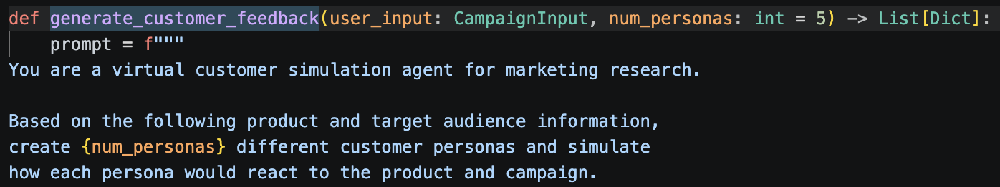 def generate_customer_feedback(user_input: CampaignInput, num_personas: int = 5) -> List[Dict]:
    prompt = f"""
You are a virtual customer simulation agent for marketing research.

Based on the following product and target audience information,
create {num_personas} different customer personas and simulate
how each persona would react to the product and campaign.